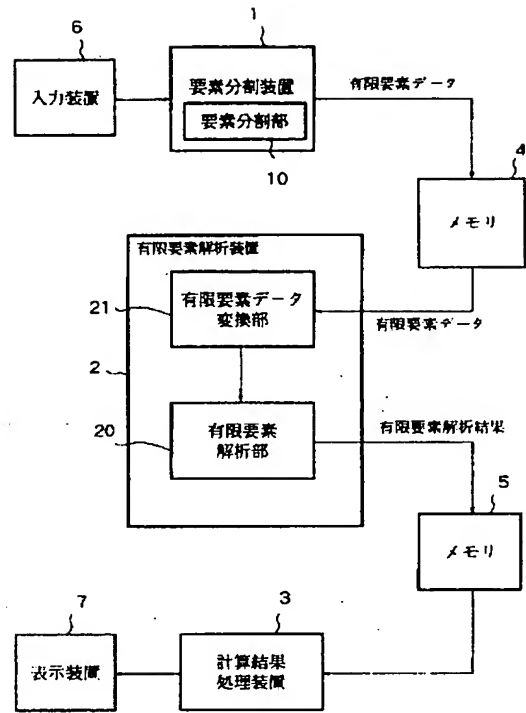 6
1
入力装置
要素分割装置
要素分割部
10
有限要素データ
4
メモリ
有限要素解析装置
21
有限要素データ
変換部
有限要素データ
2
20
有限要素
解析部
有限要素解析結果
5
メモリ
7
3
表示装置
計算結果
処理装置